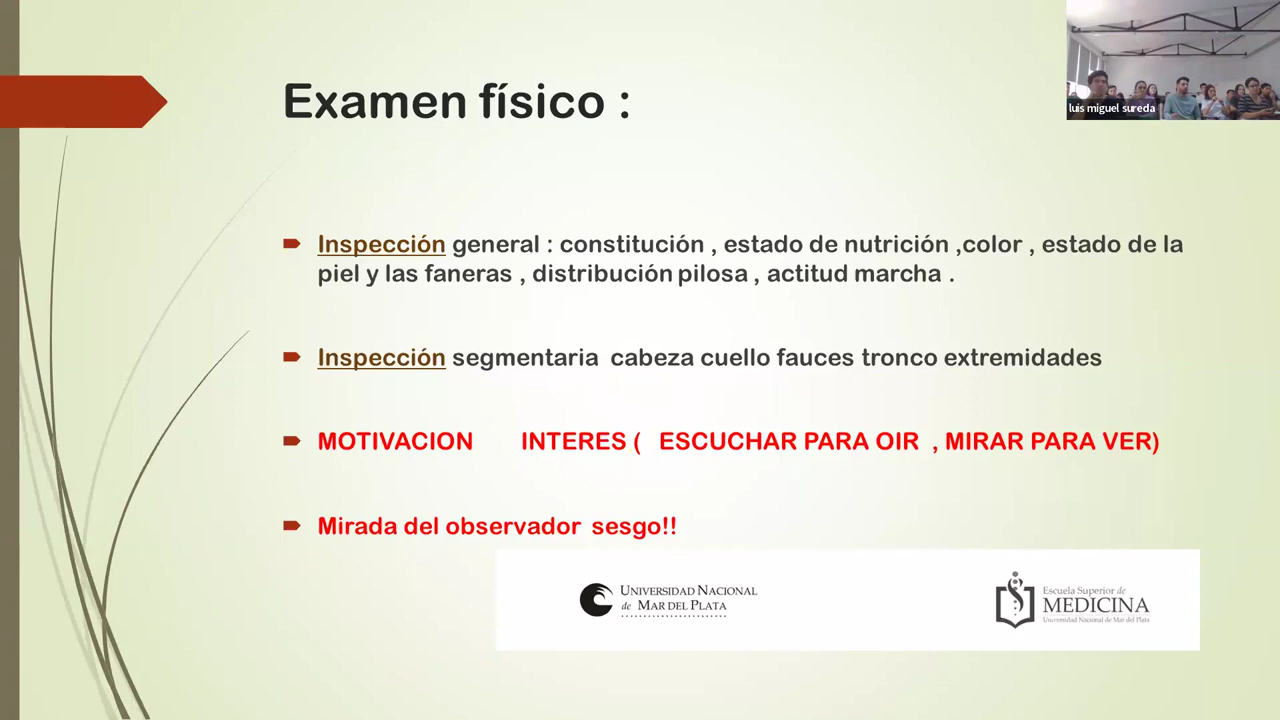 Examen físico :
luis miguel sureda
Inspección general : constitución , estado de nutrición ,color , estado de la
piel y las faneras , distribución pilosa , actitud marcha .
Inspección segmentaria cabeza cuello fauces tronco extremidades
MOTIVACION INTERES ( ESCUCHAR PARA OIR , MIRAR PARA VER)
Mirada del observador sesgo!!
UNIVERSIDAD NACIONAL
de MAR DEL PLATA
Escuela Superior de
MEDICINA
Universidad Nacional de Mar del Plata